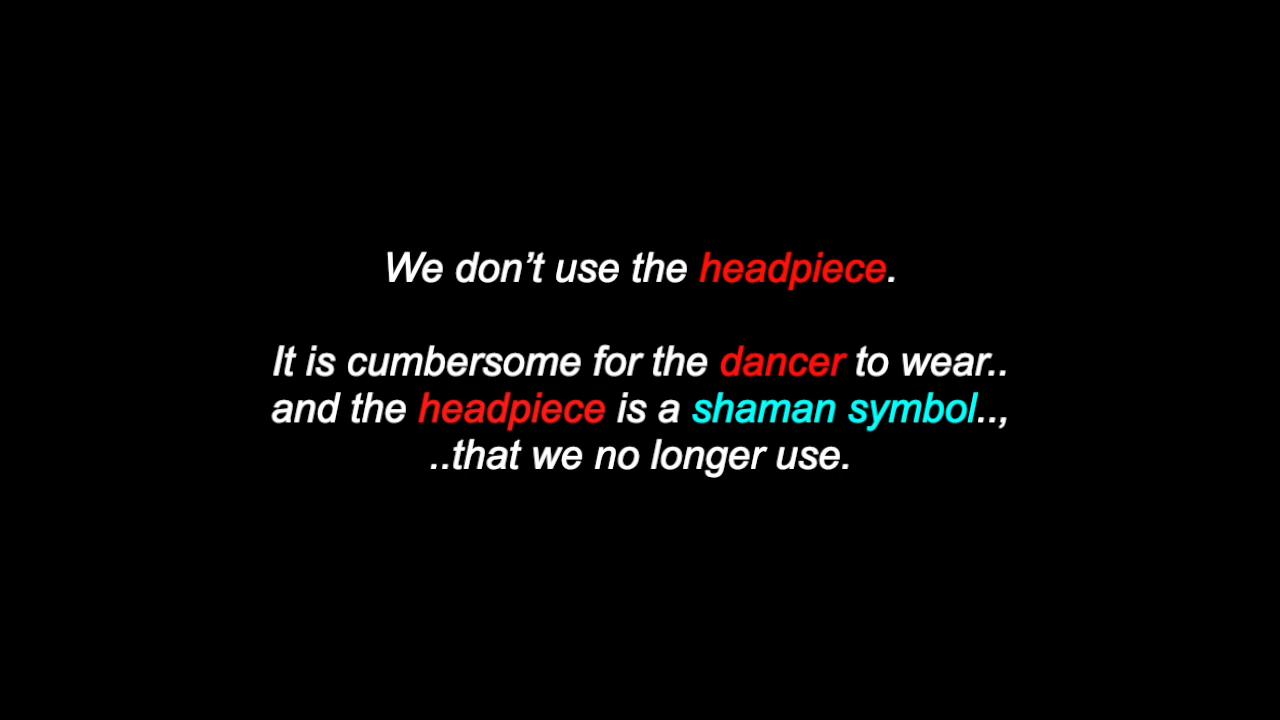 We don’t use the headpiece.
It is cumbersome for the dancer to wear..
and the headpiece is a shaman symbol..,
..that we no longer use.